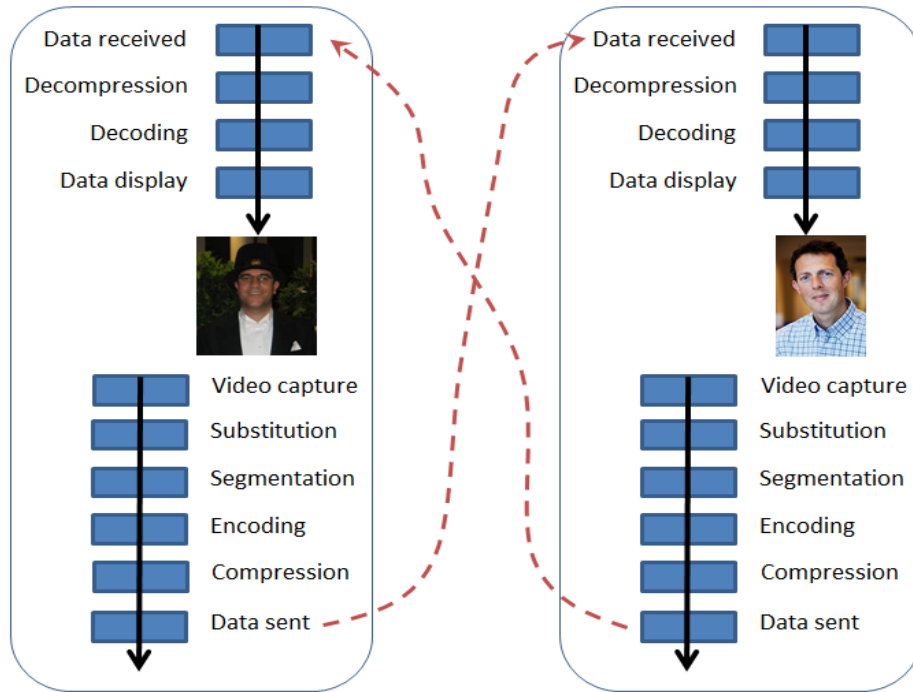 Data received
Decompression
Decoding
Data display
Video capture
Substitution
Segmentation
Encoding
Compression
Data sent
Data received
Decompression
Decoding
Data display
Video capture
Substitution
Segmentation
Encoding
Compression
Data sent